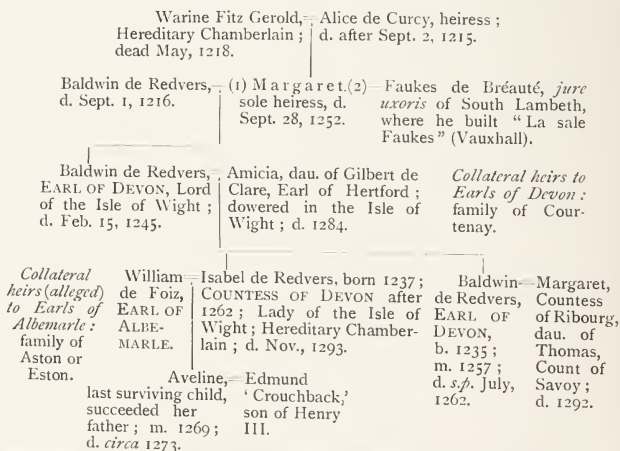 Warine Fitz Gerold, = Alice de Curcy, heiress ;
Hereditary Chamberlain ; d. after Sept. 2, 1215.
dead May, 1218.
Baldwin de Redvers, = (1) Margaret. (2) = Faukes de Bréauté, jure
d. Sept. 1, 1216. sole heiress, d. uxoris of South Lambeth,
Sept. 28, 1252. where he built “ La sale
Faukes ” (Vauxhall).
Baldwin de Redvers, = Amicia, dau. of Gilbert de Collateral heirs to
EARL OF DEVON, Lord Clare, Earl of Hertford ; Earls of Devon :
of the Isle of Wight ; dowered in the Isle of family of Cour-
d. Feb. 15, 1245. Wight ; d. 1284. tenay.
Collateral William = Isabel de Redvers, born 1237 ; Baldwin = Margaret,
heirs (alleged) de Foiz, COUNTESS OF DEVON after de Redvers, Countess
to Earls of EARL OF 1262 ; Lady of the Isle of EARL OF of Ribourg,
Albemarle : ALBE- Wight ; Hereditary Chamber- DEVON, dau. of
family of MARLE. lain ; d. Nov., 1293. b. 1235 ; Thomas,
Aston or m. 1257 ; Count of
Eston. d. s.p. July, Savoy ;
1262. d. 1292.
Aveline, = Edmund
last surviving child, ‘ Crouchback,’
succeeded her son of Henry
father ; m. 1269 ; III.
d. circa 1273.